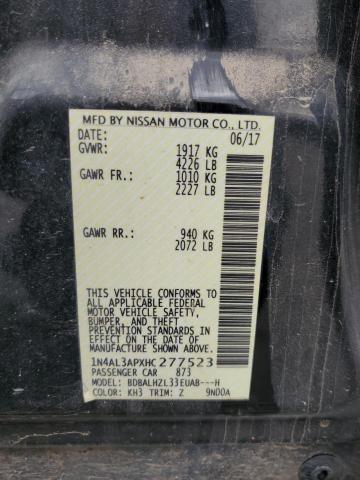 MFD BY NISSAN MOTOR CO., LTD.
DATE: 06/17
GVWR: 1917 KG
4226 LB
GAWR FR.: 1010 KG
2227 LB
GAWR RR.: 940 KG
2072 LB
THIS VEHICLE CONFORMS TO
ALL APPLICABLE FEDERAL
MOTOR VEHICLE SAFETY,
BUMPER, AND THEFT
PREVENTION STANDARDS IN
EFFECT ON THE DATE OF
MANUFACTURE SHOWN ABOVE.
1N4AL3APXHC277523
PASSENGER CAR 873
MODEL: BDBALHZL33EUAB---H
COLOR: KH3 TRIM: Z 9ND0A